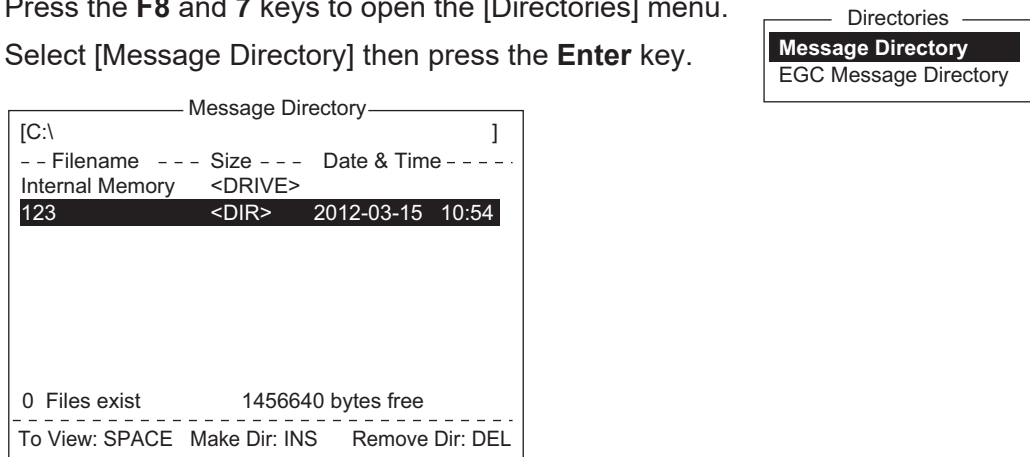 Press the F8 and 7 keys to open the [Directories] menu.
Select [Message Directory] then press the Enter key.
Directories
Message Directory
EGC Message Directory
Message Directory
[C:\ ]
- - Filename - - - Size - - - Date & Time - - - - -
Internal Memory <DRIVE>
123 <DIR> 2012-03-15 10:54
0 Files exist 1456640 bytes free
To View: SPACE Make Dir: INS Remove Dir: DEL